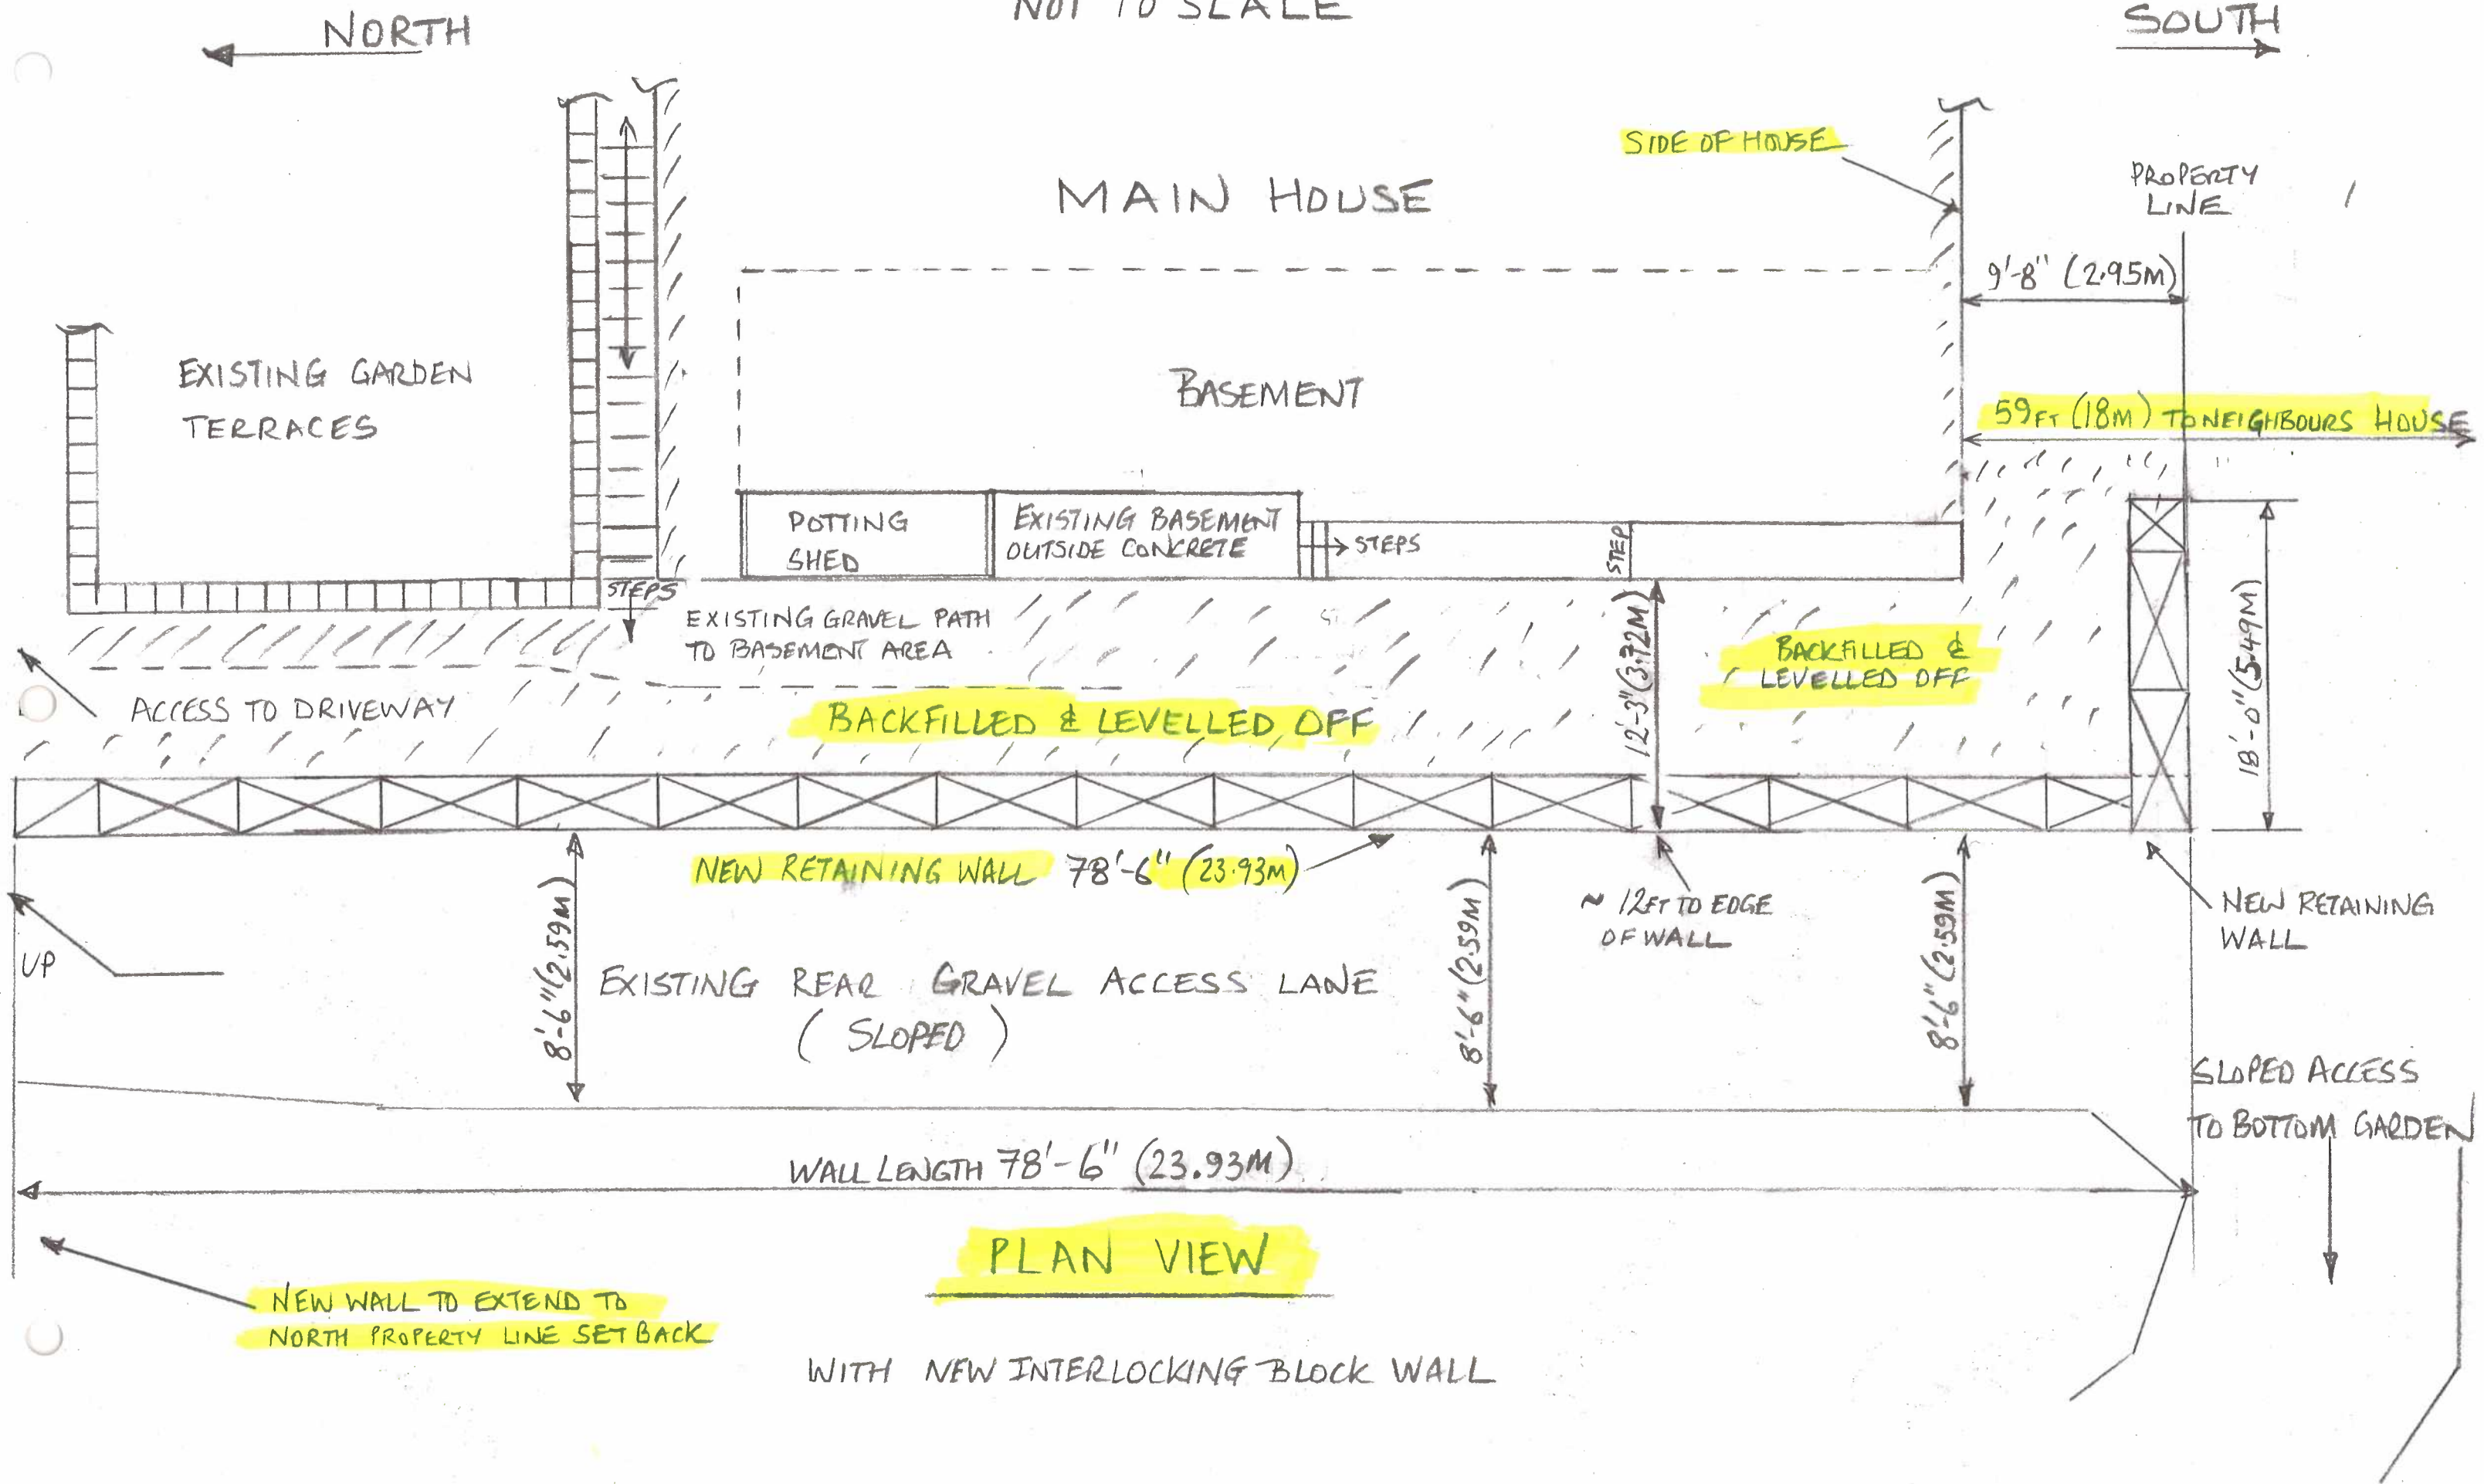 NOT TO SCALE
NORTH
SOUTH
SIDE OF HOUSE
MAIN HOUSE
PROPERTY
LINE
9'-8" (2.95M)
EXISTING GARDEN
TERRACES
BASEMENT
59FT (18M) TO NEIGHBOURS HOUSE
POTTING
SHED
EXISTING BASEMENT
OUTSIDE CONCRETE
STEPS
STEP
STEPS
EXISTING GRAVEL PATH
TO BASEMENT AREA
12'-3" (3.72M)
BACKFILLED &
LEVELLED OFF
18'-0" (5.49M)
ACCESS TO DRIVEWAY
BACKFILLED & LEVELLED OFF
NEW RETAINING WALL 78'-6" (23.93M)
8'-6" (2.59M)
8'-6" (2.59M)
~ 12FT TO EDGE
OF WALL
8'-6" (2.59M)
NEW RETAINING
WALL
UP
EXISTING REAR GRAVEL ACCESS LANE
(SLOPED)
SLOPED ACCESS
TO BOTTOM GARDEN
WALL LENGTH 78'-6" (23.93M)
PLAN VIEW
NEW WALL TO EXTEND TO
NORTH PROPERTY LINE SET BACK
WITH NEW INTERLOCKING BLOCK WALL